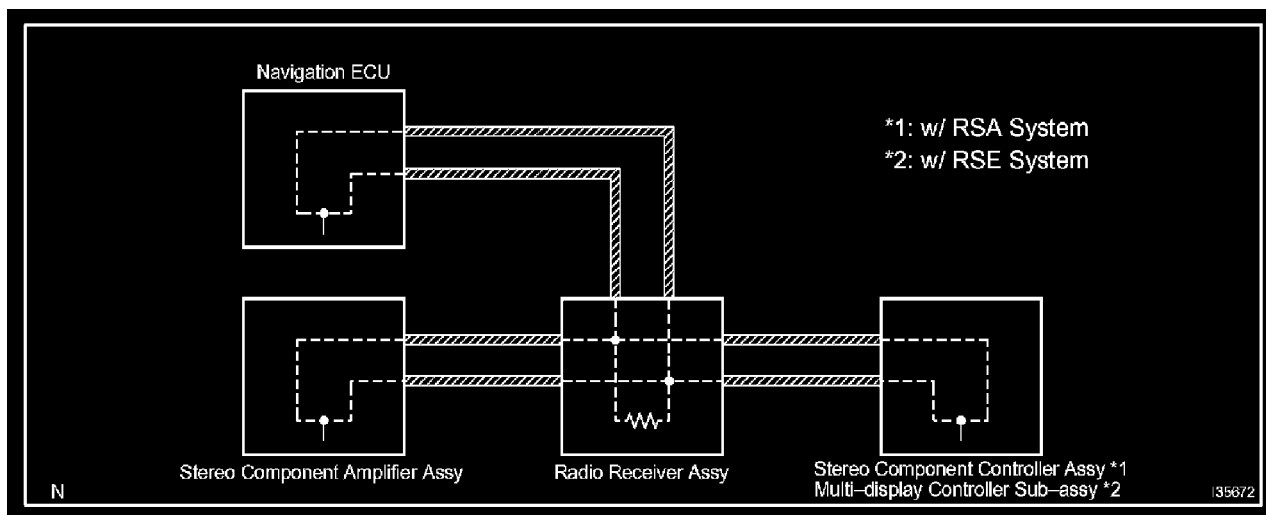 Navigation ECU
*1: w/ RSA System
*2: w/ RSE System
Stereo Component Amplifier Assy
Radio Receiver Assy
Stereo Component Controller Assy *1
Multi–display Controller Sub–assy *2
N
I35672